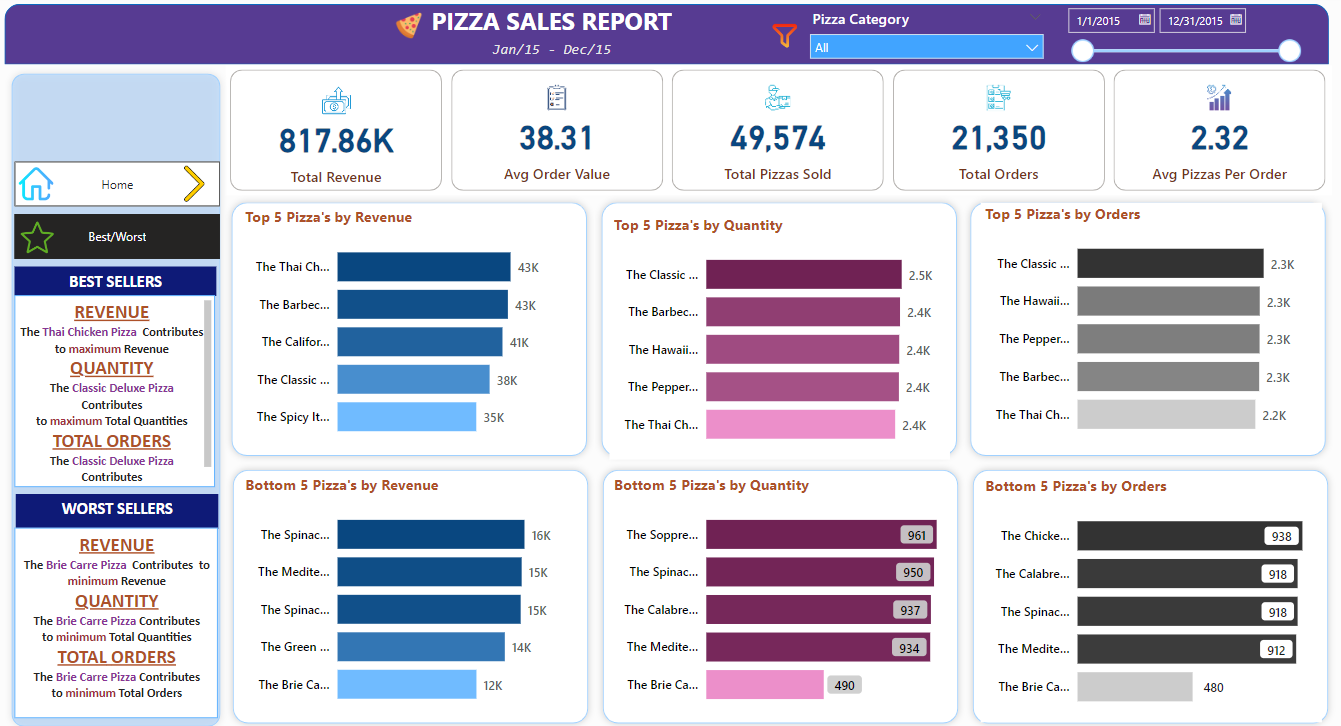 PIZZA SALES REPORT
Jan/15 - Dec/15
Pizza Category
All
1/1/2015
12/31/2015
Home
Best/Worst
BEST SELLERS
REVENUE
The Thai Chicken Pizza Contributes
to maximum Revenue
QUANTITY
The Classic Deluxe Pizza
Contributes
to maximum Total Quantities
TOTAL ORDERS
The Classic Deluxe Pizza
Contributes
WORST SELLERS
REVENUE
The Brie Carre Pizza Contributes to
minimum Revenue
QUANTITY
The Brie Carre Pizza Contributes
to minimum Total Quantities
TOTAL ORDERS
The Brie Carre Pizza Contributes
to minimum Total Orders
817.86K
Total Revenue
38.31
Avg Order Value
49,574
Total Pizzas Sold
21,350
Total Orders
2.32
Avg Pizzas Per Order
Top 5 Pizza's by Revenue
The Thai Ch... 43K
The Barbec... 43K
The Califor... 41K
The Classic ... 38K
The Spicy It... 35K
Top 5 Pizza's by Quantity
The Classic ... 2.5K
The Barbec... 2.4K
The Hawaii... 2.4K
The Pepper... 2.4K
The Thai Ch... 2.4K
Top 5 Pizza's by Orders
The Classic ... 2.3K
The Hawaii... 2.3K
The Pepper... 2.3K
The Barbec... 2.3K
The Thai Ch... 2.2K
Bottom 5 Pizza's by Revenue
The Spinac... 16K
The Medite... 15K
The Spinac... 15K
The Green ... 14K
The Brie Ca... 12K
Bottom 5 Pizza's by Quantity
The Soppre... 961
The Spinac... 950
The Calabre... 937
The Medite... 934
The Brie Ca... 490
Bottom 5 Pizza's by Orders
The Chicke... 938
The Calabre... 918
The Spinac... 918
The Medite... 912
The Brie Ca... 480